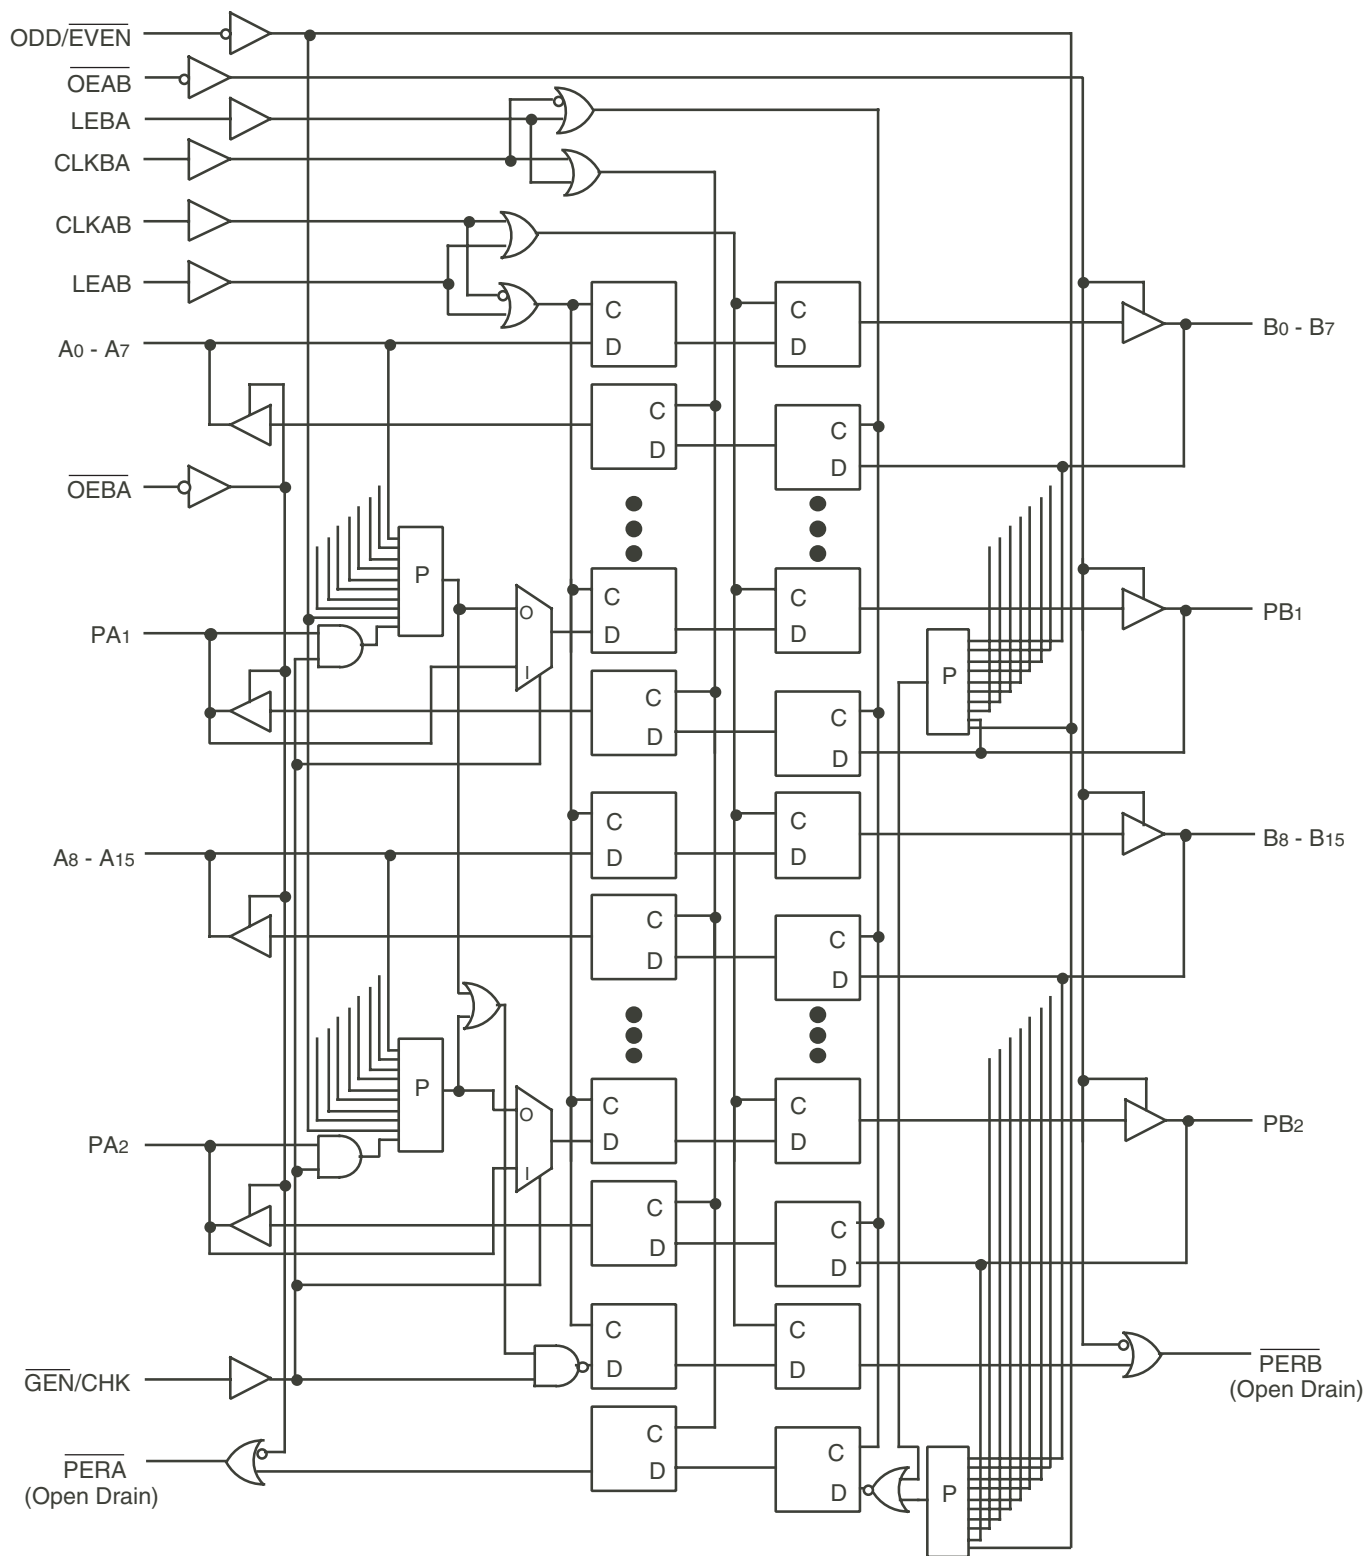 ODD/EVEN
OEAB
LEBA
CLKBA
CLKAB
LEAB
C
C
A0 - A7
B0 - B7
D
D
C
C
D
D
OEBA
P
O
C
C
PA1
D
D
PB1
I
P
C
C
D
D
C
C
A8 - A15
B8 - B15
D
D
C
C
D
D
P
O
C
C
PA2
D
D
PB2
I
C
C
D
D
C
C
GEN/CHK
D
D
PERB
(Open Drain)
C
C
PERA
D
D
P
(Open Drain)